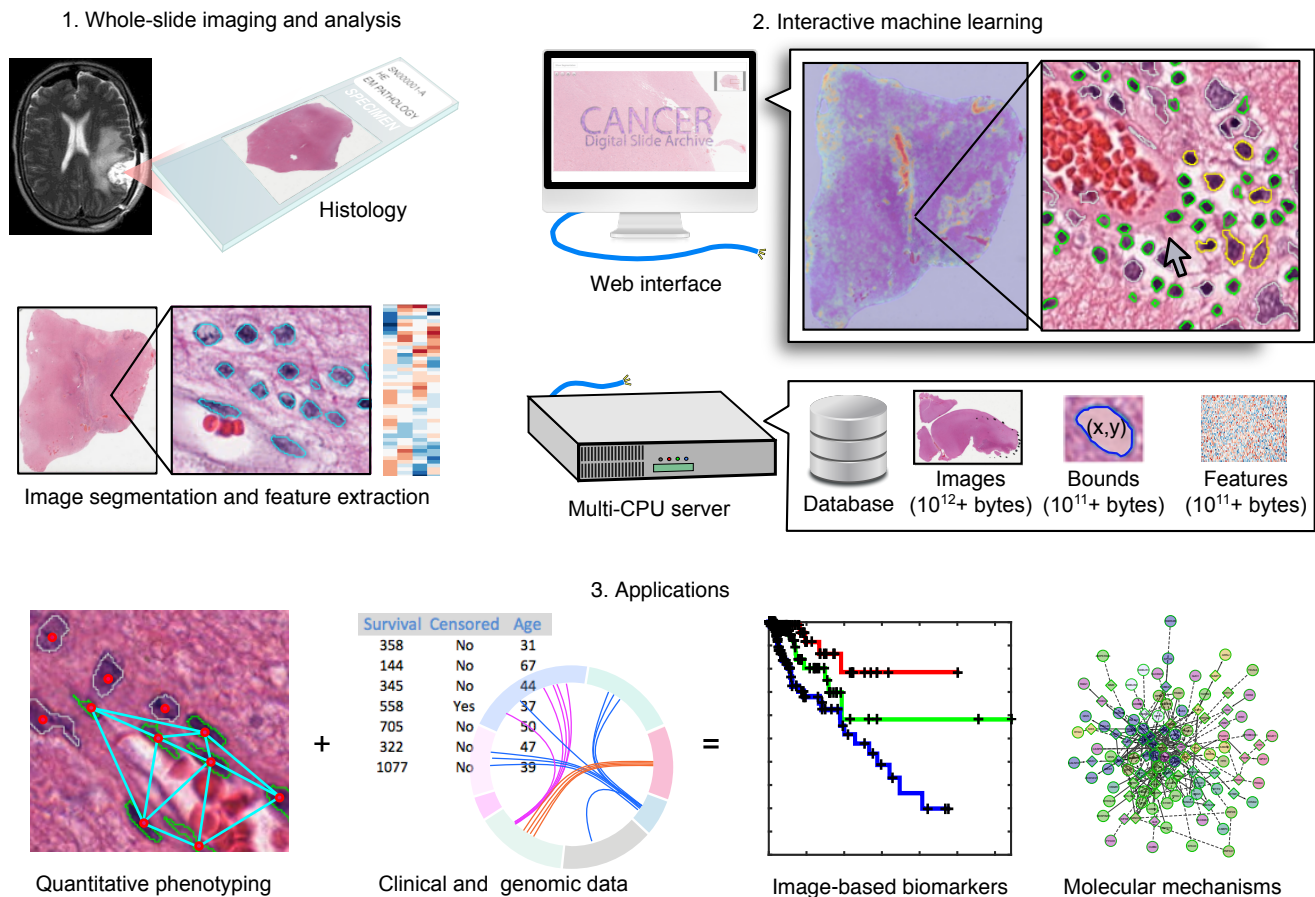 1. Whole-slide imaging and analysis
SN000001-A
HE
EM PATHOLOGY
SPECIMEN
Histology
Image segmentation and feature extraction
2. Interactive machine learning
CANCER
Digital Slide Archive
Web interface
Multi-CPU server
Database
Images
(10¹²+ bytes)
(x,y)
Bounds
(10¹¹+ bytes)
Features
(10¹¹+ bytes)
3. Applications
Survival Censored Age
358 No 31
144 No 67
345 No 44
558 Yes 37
705 No 50
322 No 47
1077 No 39
+
=
Quantitative phenotyping
Clinical and genomic data
Image-based biomarkers
Molecular mechanisms